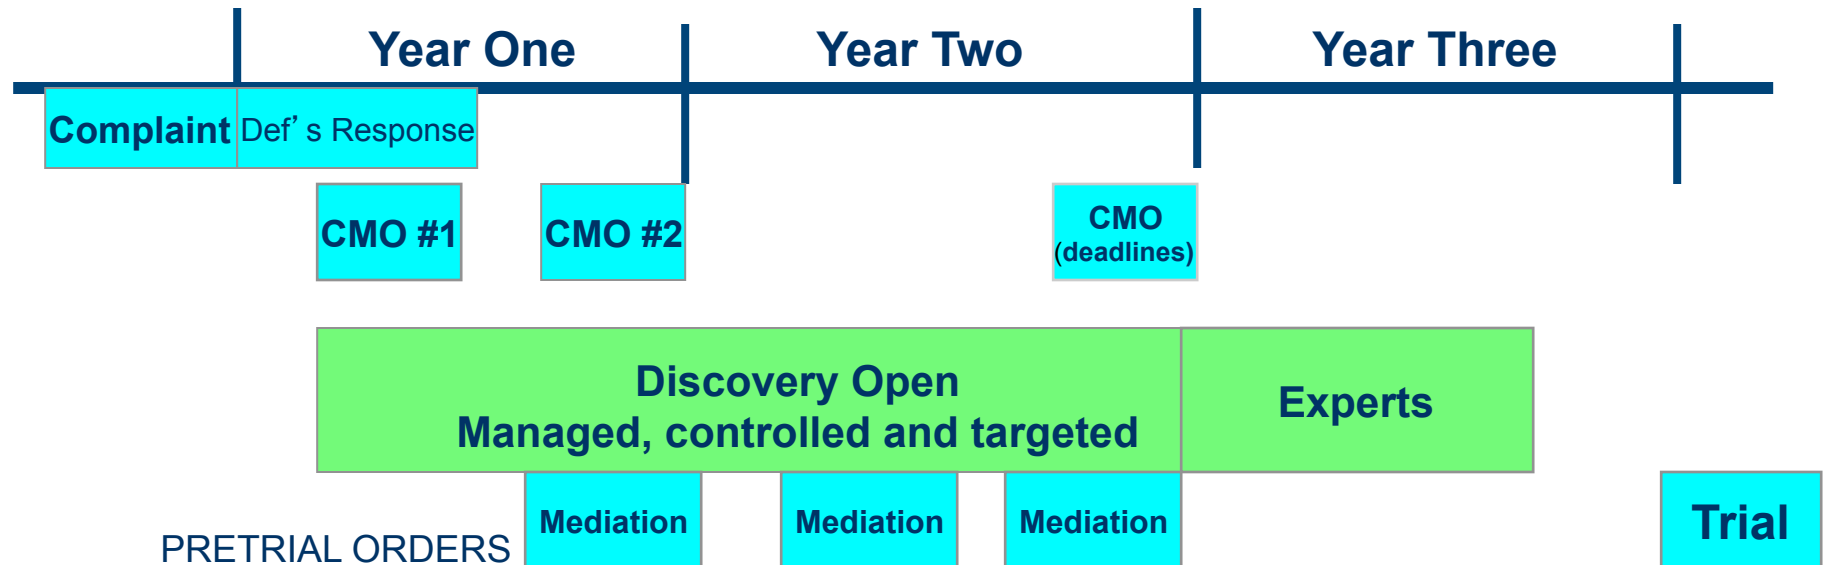 Year One
Year Two
Year Three
Complaint
Def’s Response
CMO #1
CMO #2
CMO
(deadlines)
Discovery Open
Managed, controlled and targeted
Experts
Mediation
Mediation
Mediation
Trial
PRETRIAL ORDERS